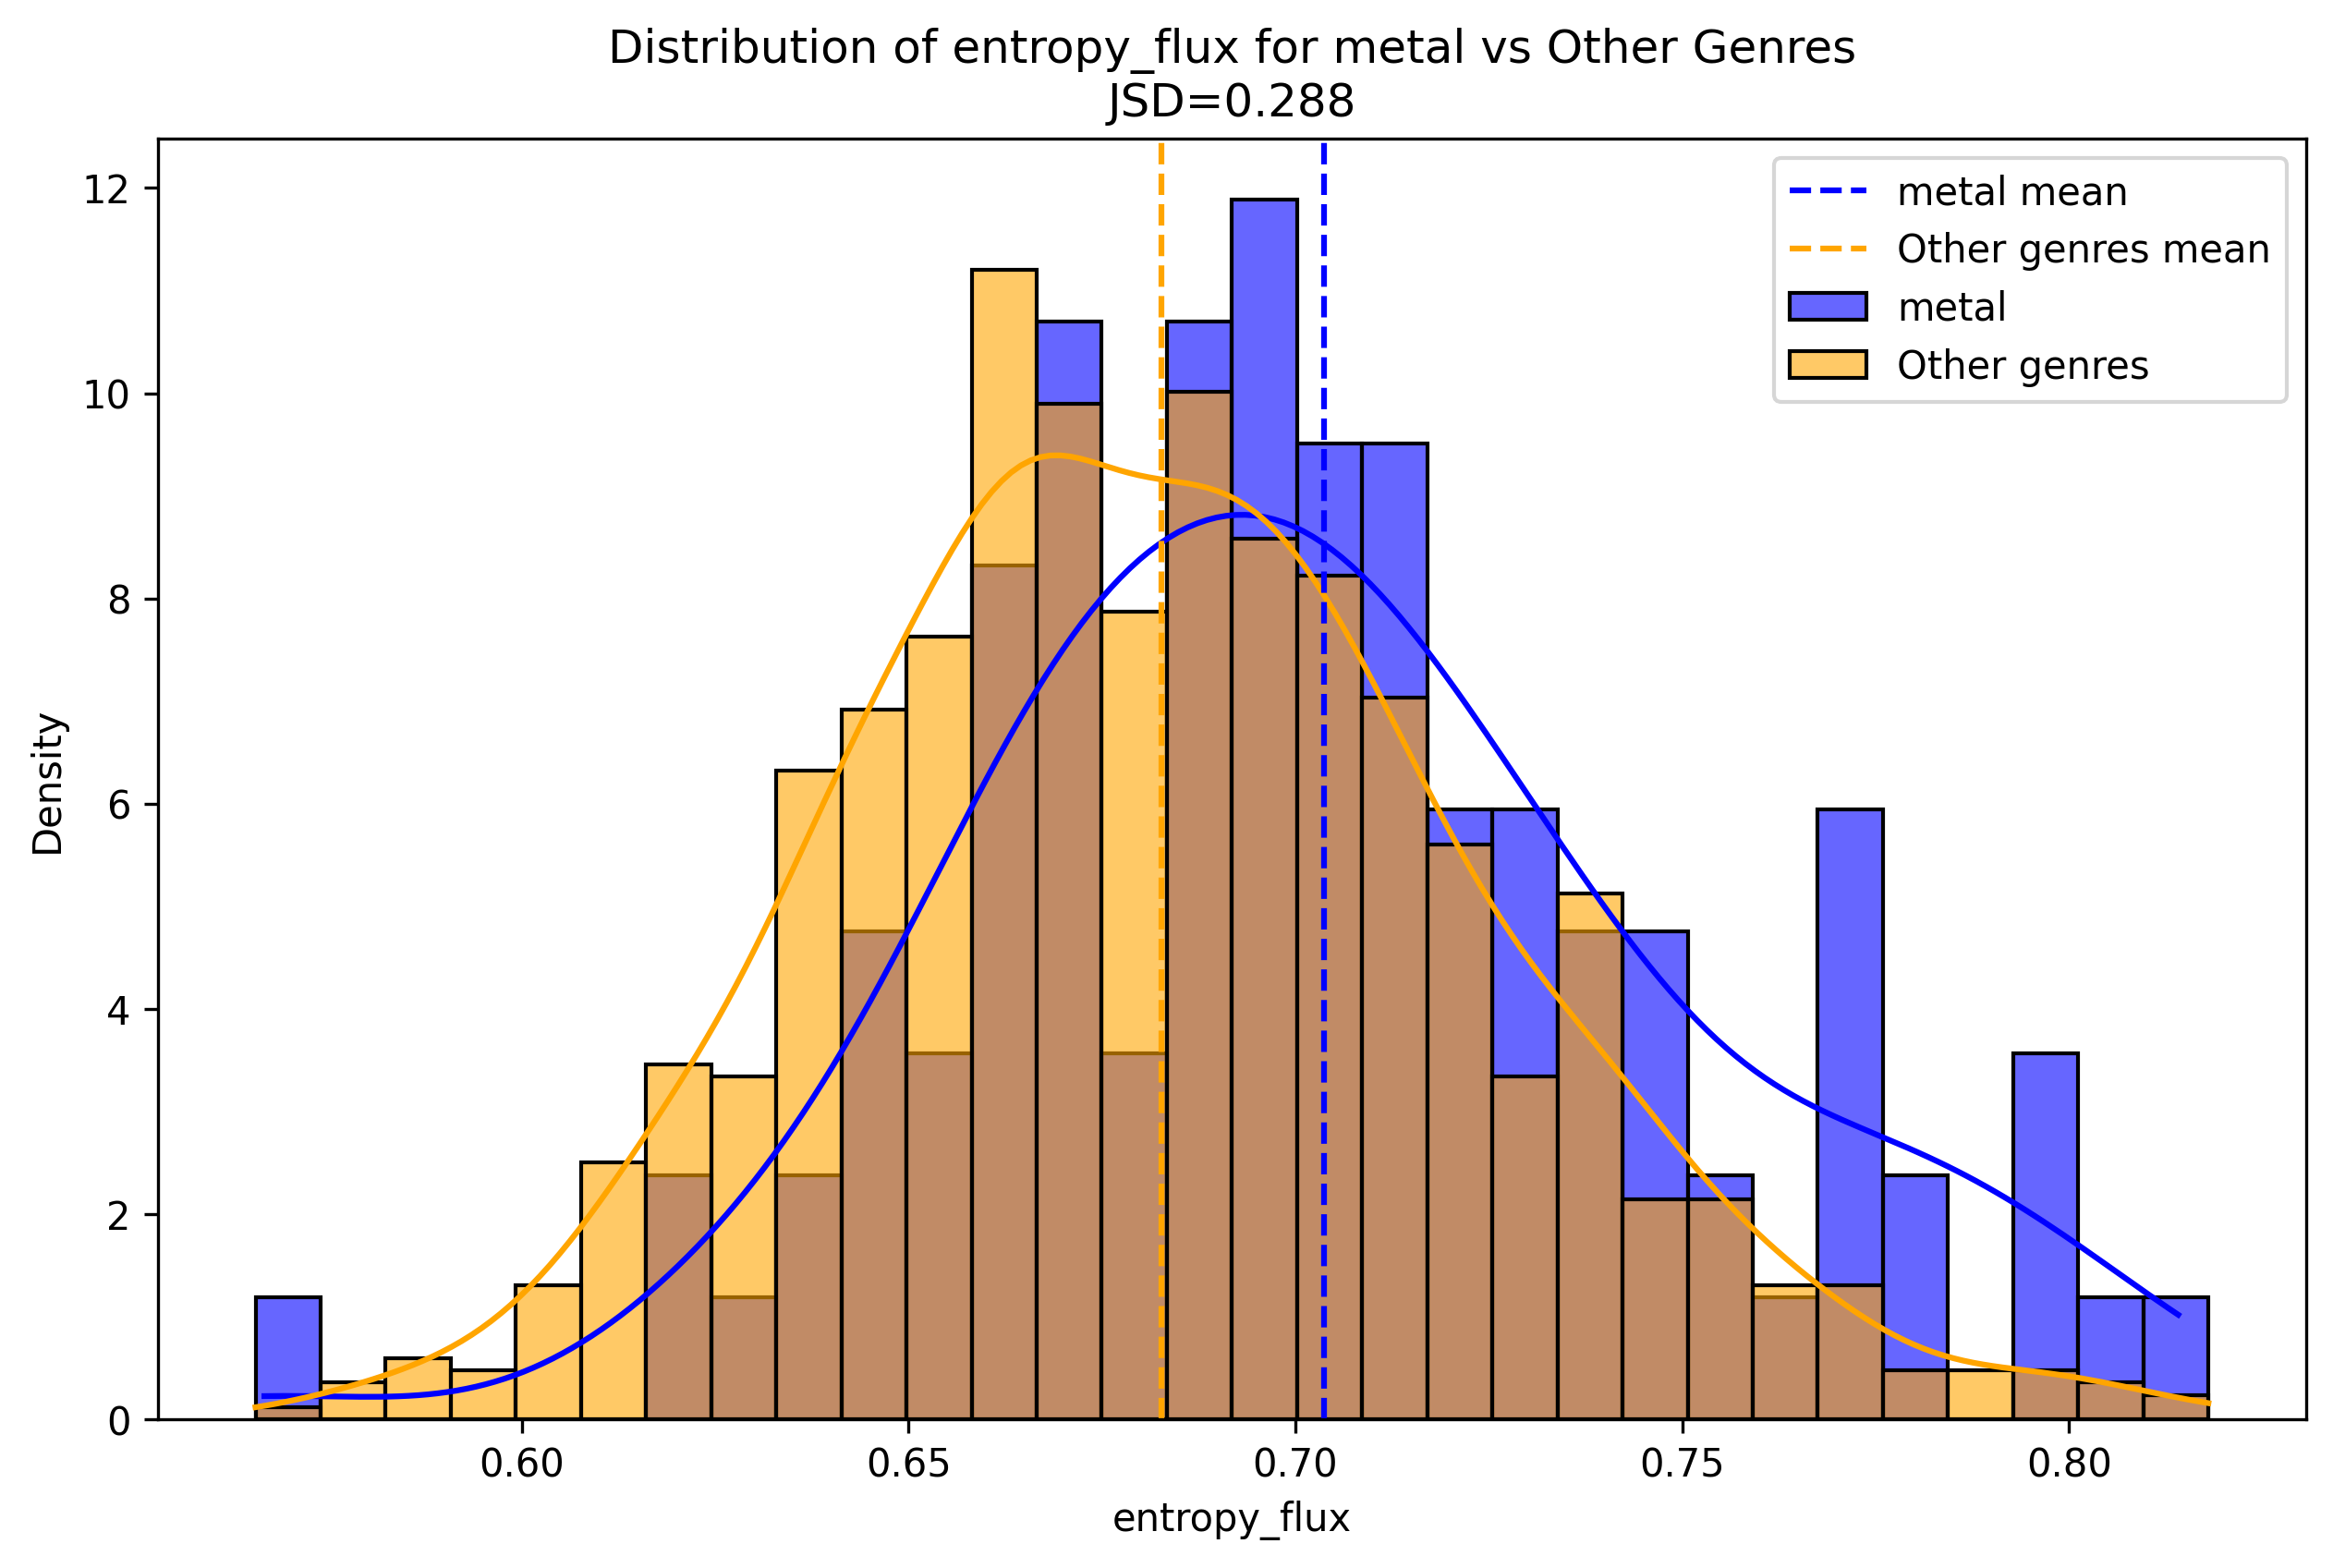 Distribution of entropy_flux for metal vs Other Genres
JSD=0.288
metal mean
Other genres mean
metal
Other genres
Density
12
10
8
6
4
2
0
0.60 0.65 0.70 0.75 0.80
entropy_flux